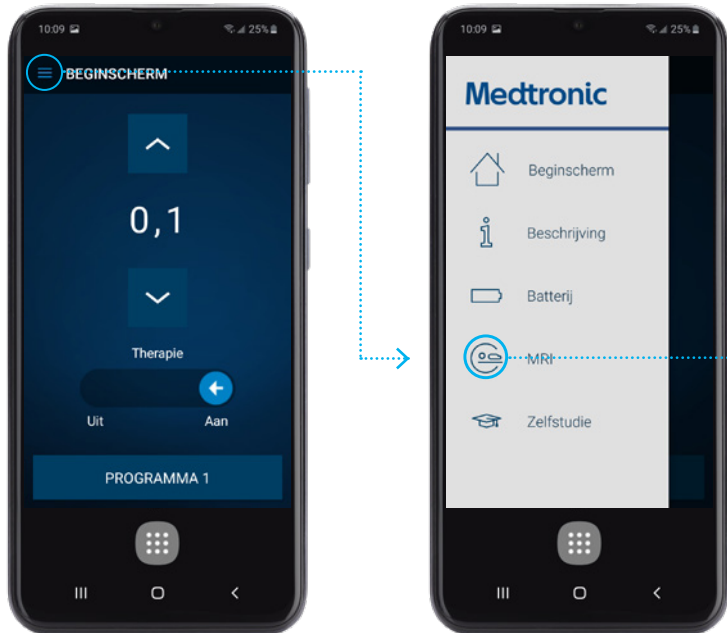 10:09 25%
BEGINSCHERM
0,1
Therapie
Uit Aan
PROGRAMMA 1
10:09 25%
Medtronic
Beginscherm
Beschrijving
Batterij
MRI
Zelfstudie